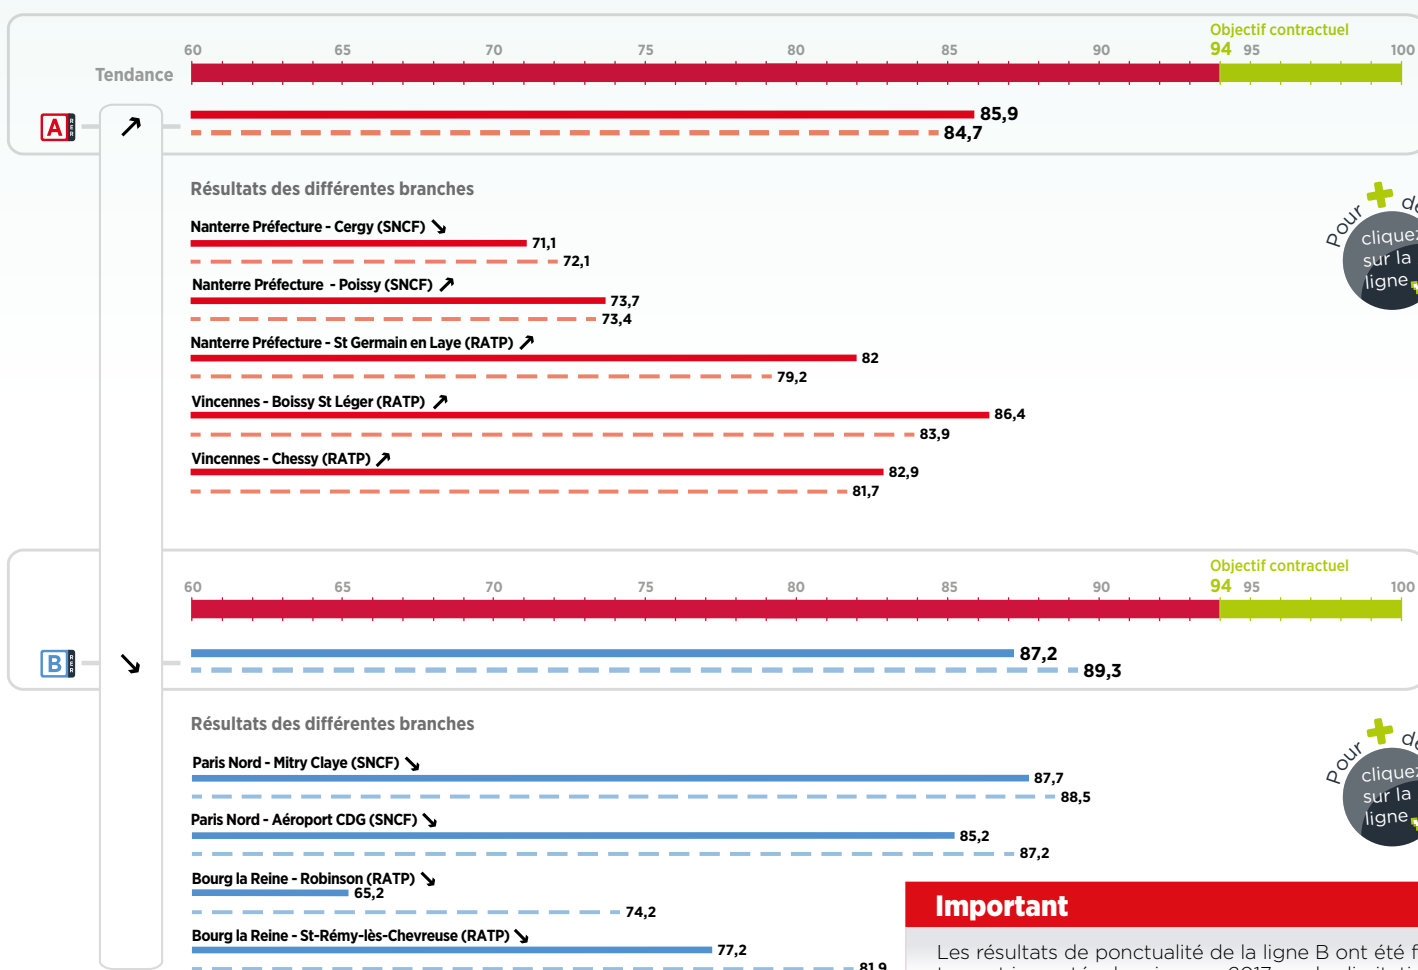 Objectif contractuel
60 65 70 75 80 85 90 94 95 100
Tendance
A RER
85,9
84,7
Résultats des différentes branches
Nanterre Préfecture - Cergy (SNCF)
71,1
72,1
Nanterre Préfecture - Poissy (SNCF)
73,7
73,4
Nanterre Préfecture - St Germain en Laye (RATP)
82
79,2
Vincennes - Boissy St Léger (RATP)
86,4
83,9
Vincennes - Chessy (RATP)
82,9
81,7
Pour + de
cliquez
sur la
ligne
Objectif contractuel
60 65 70 75 80 85 90 94 95 100
B RER
87,2
89,3
Résultats des différentes branches
Paris Nord - Mitry Claye (SNCF)
87,7
88,5
Paris Nord - Aéroport CDG (SNCF)
85,2
87,2
Bourg la Reine - Robinson (RATP)
65,2
74,2
Bourg la Reine - St-Rémy-lès-Chevreuse (RATP)
77,2
81,9
Pour + de
cliquez
sur la
ligne
Important
Les résultats de ponctualité de la ligne B ont été f